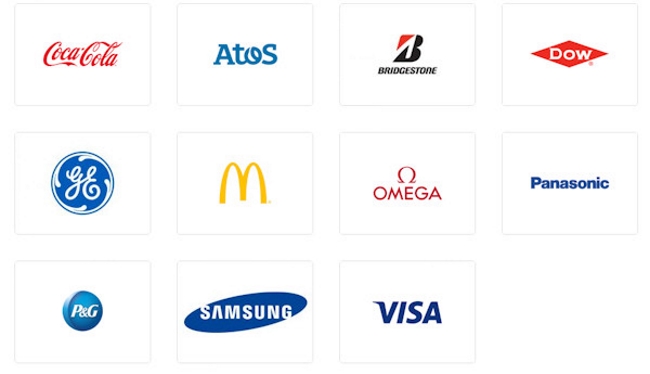 Coca-Cola
Atos
BRIDGESTONE
DOW
GE
M
OMEGA
Panasonic
P&G
SAMSUNG
VISA